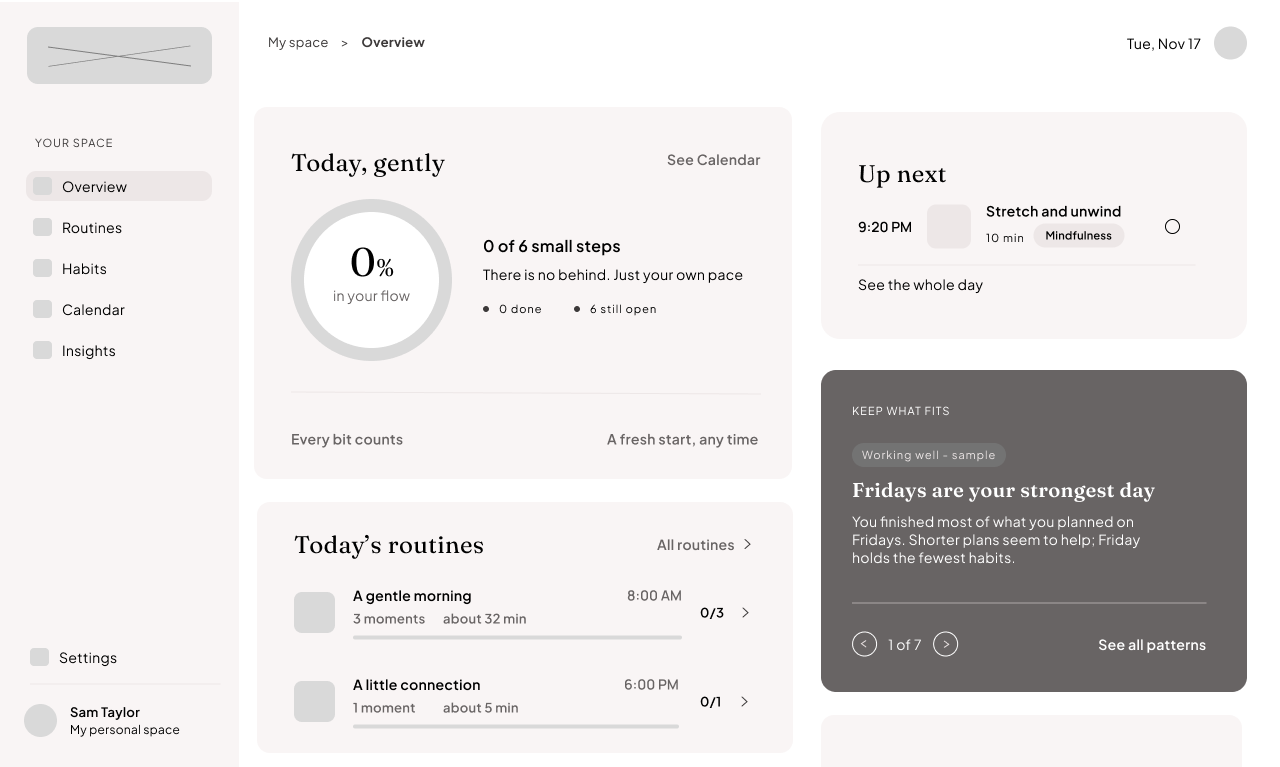 YOUR SPACE
Overview
Routines
Habits
Calendar
Insights
Settings
Sam Taylor
My personal space
My space > Overview
Tue, Nov 17
Today, gently
See Calendar
0%
in your flow
0 of 6 small steps
There is no behind. Just your own pace
0 done 6 still open
Every bit counts
A fresh start, any time
Today’s routines
All routines >
A gentle morning
8:00 AM
3 moments about 32 min
0/3 >
A little connection
6:00 PM
1 moment about 5 min
0/1 >
Up next
9:20 PM
Stretch and unwind
10 min Mindfulness
See the whole day
KEEP WHAT FITS
Working well - sample
Fridays are your strongest day
You finished most of what you planned on
Fridays. Shorter plans seem to help; Friday
holds the fewest habits.
< 1 of 7 >
See all patterns